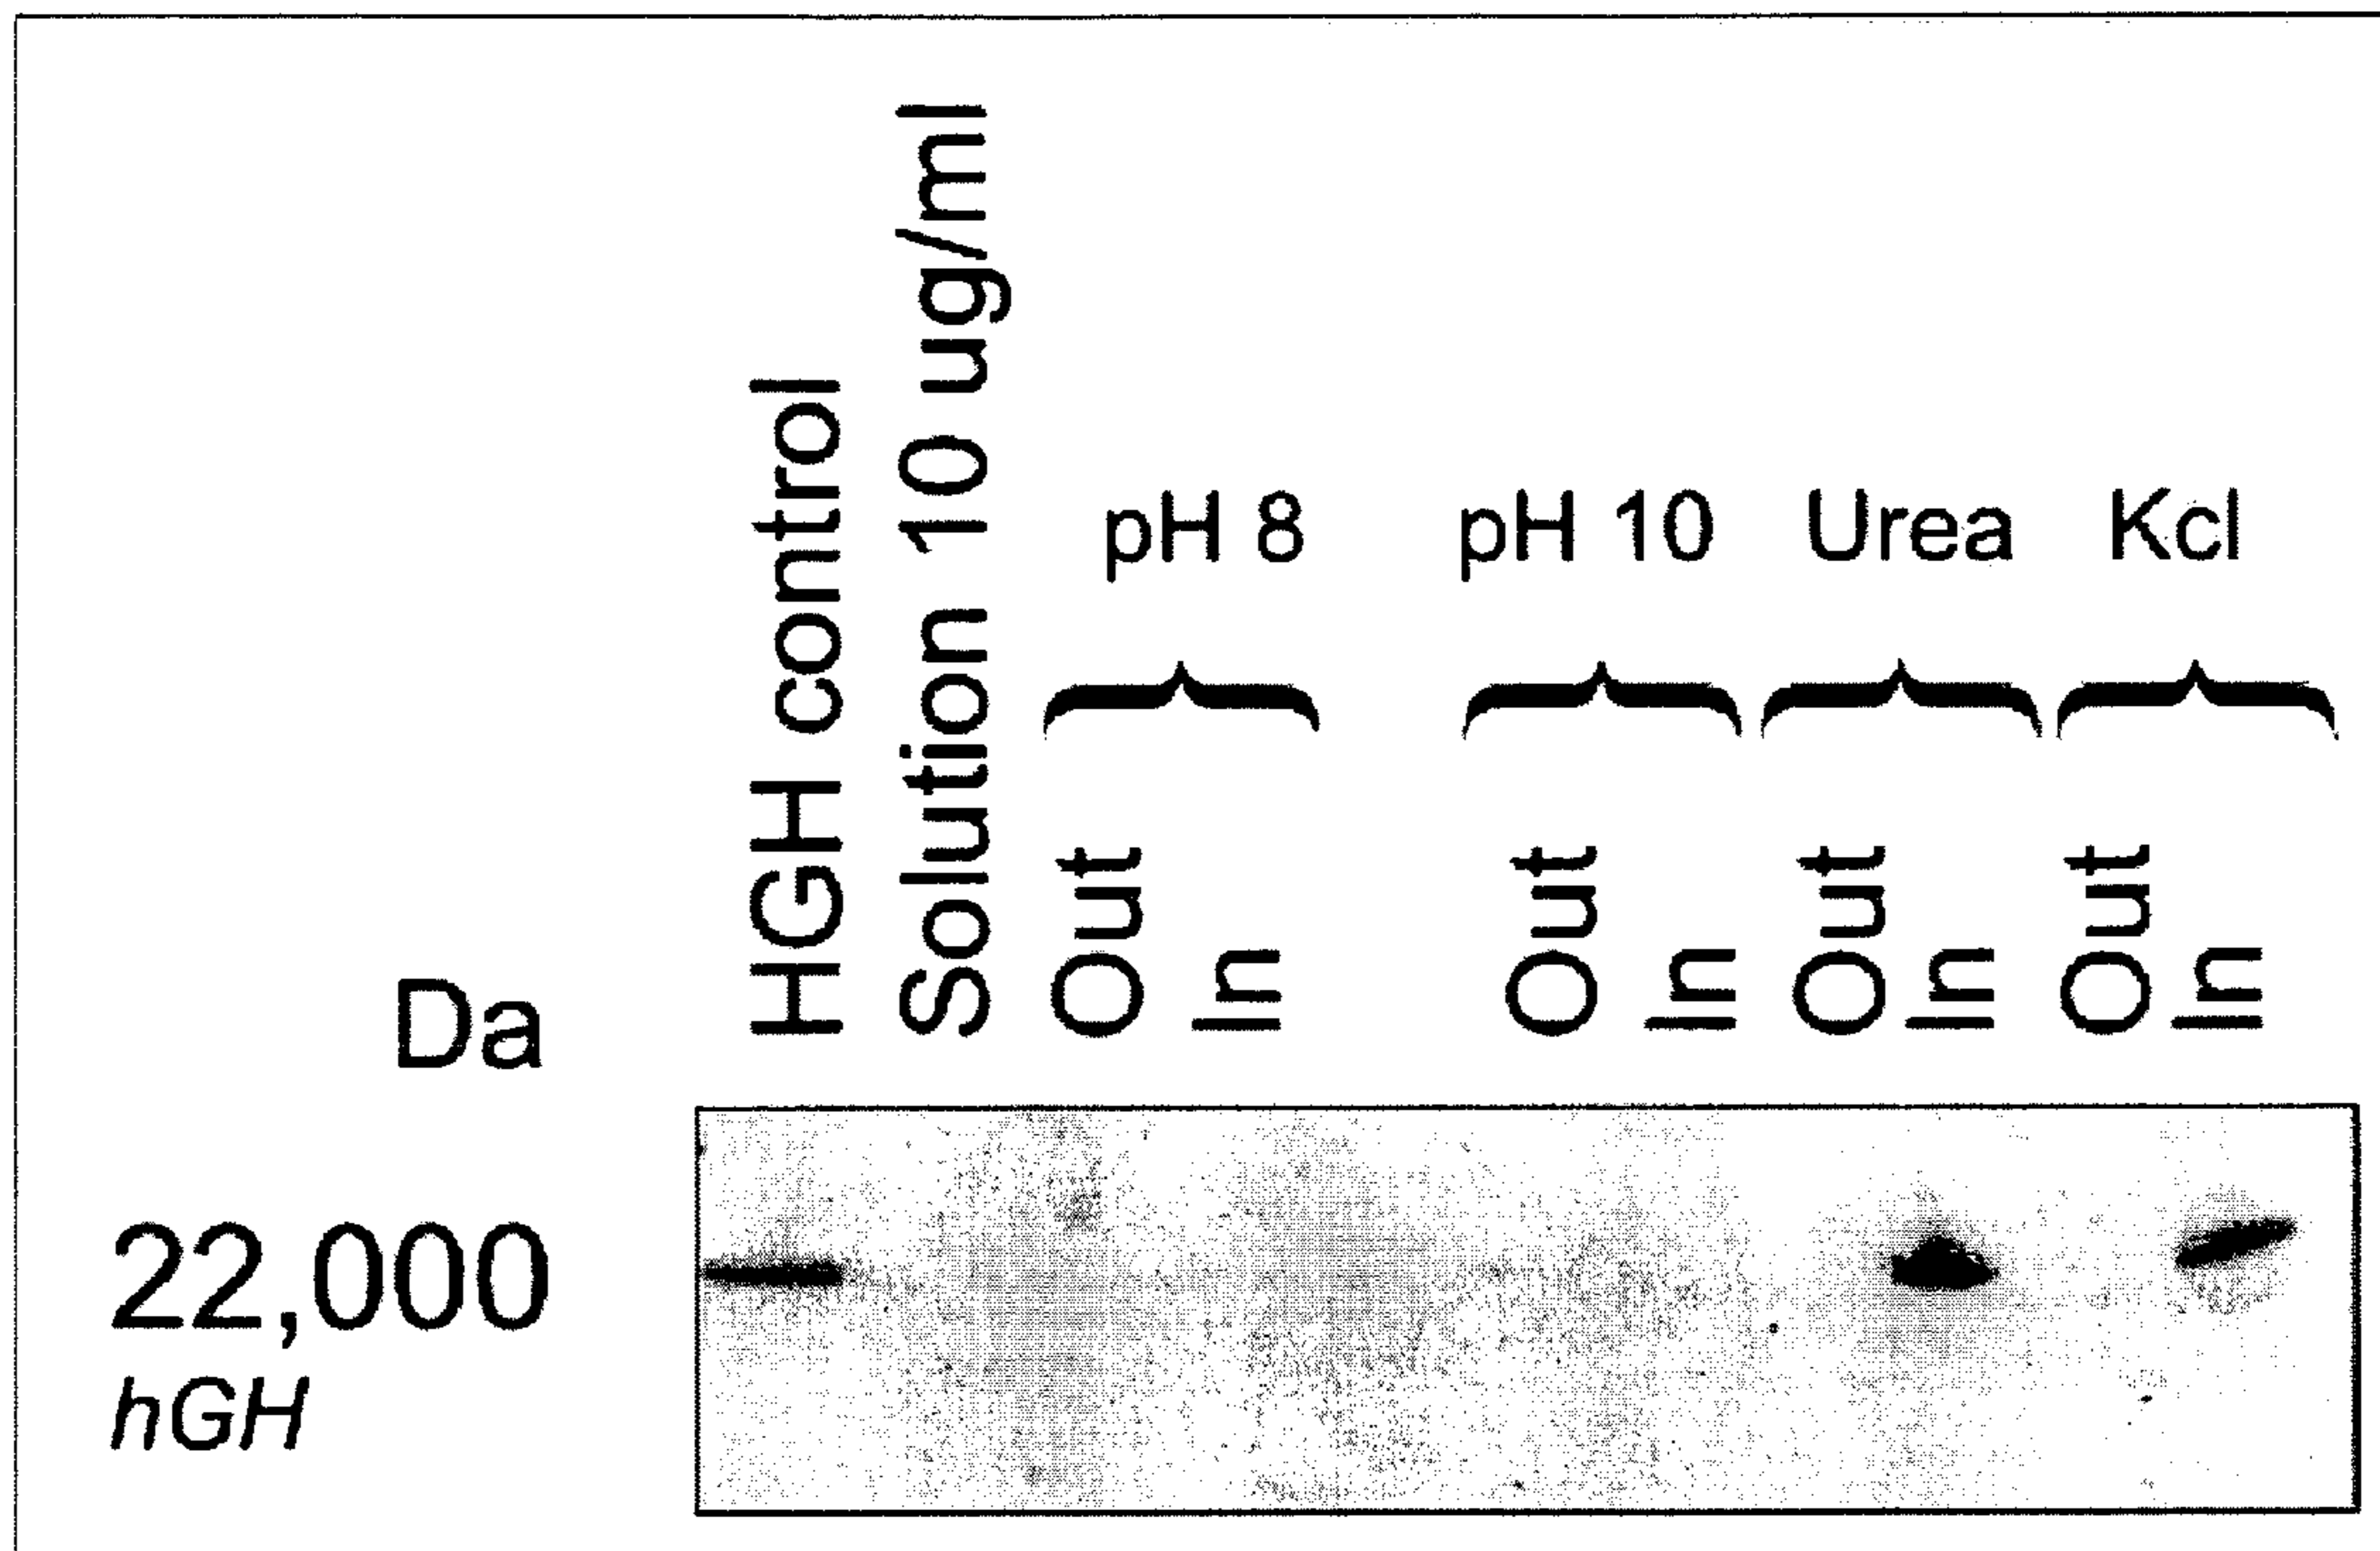 HGH control
Solution 10 ug/ml
pH 8
pH 10
Urea
Kcl
Out
In
Out
In
Out
In
Out
In
Da
22,000
hGH